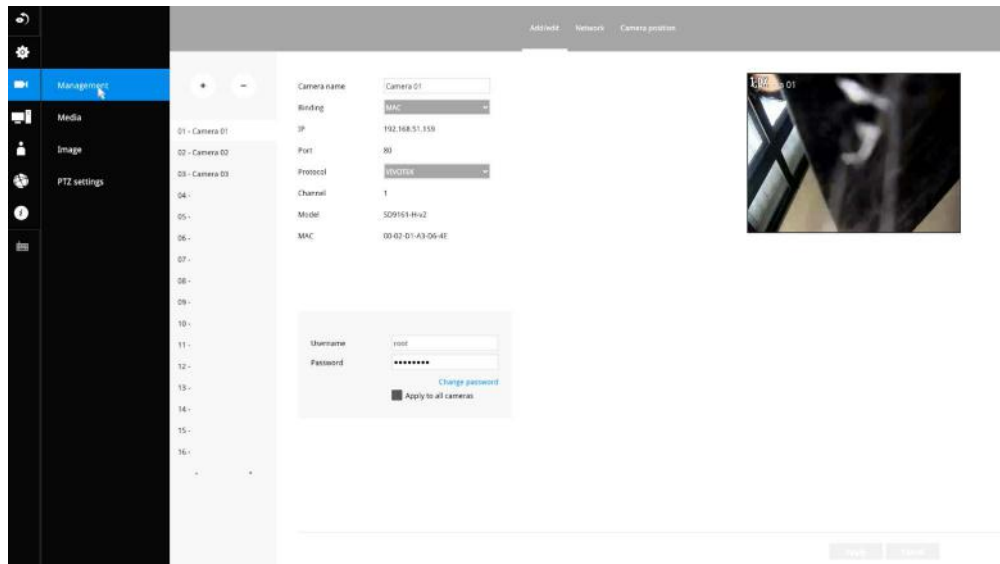 Add/edit Network Camera position
Management
Media
Image
PTZ settings
+ -
01 - Camera 01
02 - Camera 02
03 - Camera 03
04 -
05 -
06 -
07 -
08 -
09 -
10 -
11 -
12 -
13 -
14 -
15 -
16 -
Camera name Camera 01
Binding MAC
IP 192.168.51.159
Port 80
Protocol VIVOTEK
Channel 1
Model SD9161-H-v2
MAC 00-02-D1-A3-D6-4E
Username root
Password ••••••••
Change password
Apply to all cameras
01
Apply